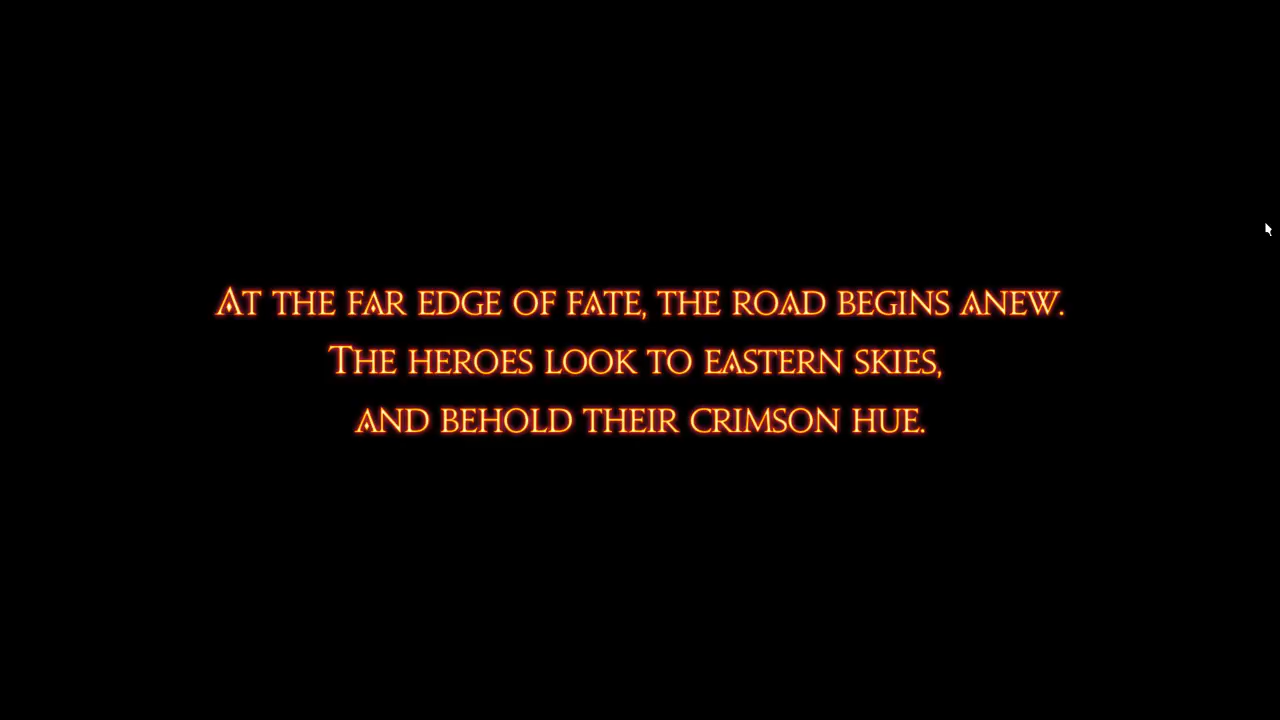 At the far edge of fate, the road begins anew.
The heroes look to eastern skies,
and behold their crimson hue.